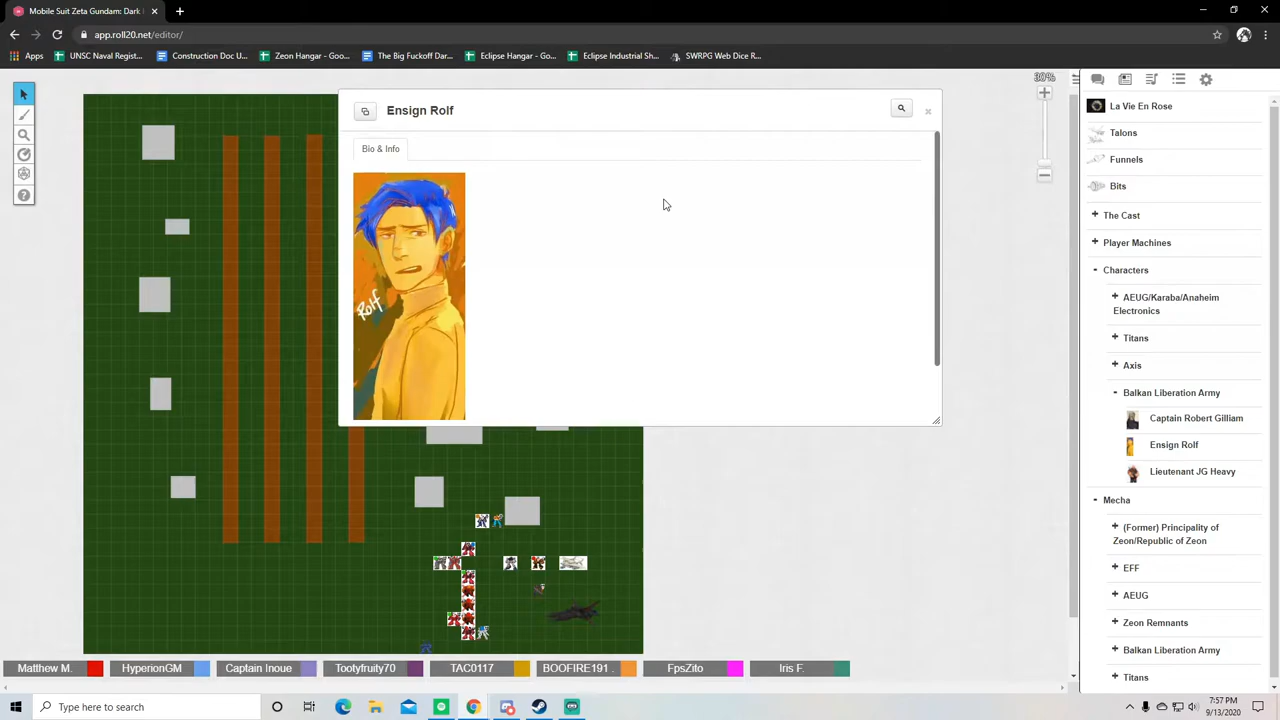 Mobile Suit Zeta Gundam: Dark
app.roll20.net/editor/
Apps
UNSC Naval Regist...
Construction Doc U...
Zeon Hangar - Goo...
The Big Fuckoff Dar...
Eclipse Hangar - Go...
Eclipse Industrial Sh...
SWRPG Web Dice R...
80%
Ensign Rolf
Bio & Info
Rolf
La Vie En Rose
Talons
Funnels
Bits
The Cast
Player Machines
Characters
AEUG/Karaba/Anaheim
Electronics
Titans
Axis
Balkan Liberation Army
Captain Robert Gilliam
Ensign Rolf
Lieutenant JG Heavy
Mecha
(Former) Principality of
Zeon/Republic of Zeon
EFF
AEUG
Zeon Remnants
Balkan Liberation Army
Titans
Matthew M.
HyperionGM
Captain Inoue
Tootyfruity70
TAC0117
BOOFIRE191 .
FpsZito
Iris F.
Type here to search
7:57 PM
9/13/2020